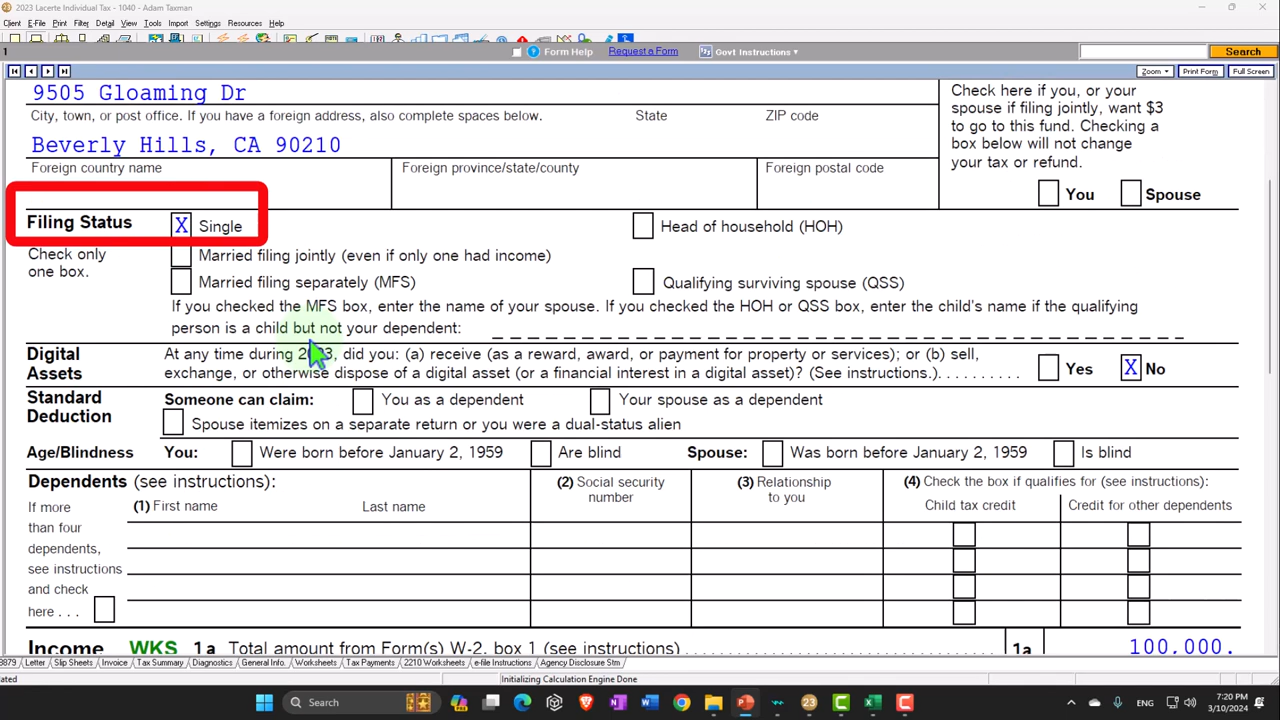 2023 Lacerte Individual Tax - 1040 - Adam Taxman
Client E-File Print Filter Detail View Tools Import Settings Resources Help
1 Form Help Request a Form Govt Instructions Search
Zoom Print Form Full Screen
9505 Gloaming Dr
City, town, or post office. If you have a foreign address, also complete spaces below. State ZIP code
Beverly Hills, CA 90210
Foreign country name Foreign province/state/county Foreign postal code
Check here if you, or your
spouse if filing jointly, want $3
to go to this fund. Checking a
box below will not change
your tax or refund.
You Spouse
Filing Status X Single Head of household (HOH)
Check only
one box.
Married filing jointly (even if only one had income)
Married filing separately (MFS) Qualifying surviving spouse (QSS)
If you checked the MFS box, enter the name of your spouse. If you checked the HOH or QSS box, enter the child's name if the qualifying
person is a child but not your dependent:
Digital
Assets
At any time during 2023, did you: (a) receive (as a reward, award, or payment for property or services); or (b) sell,
exchange, or otherwise dispose of a digital asset (or a financial interest in a digital asset)? (See instructions.) . . . . . . . . . . Yes X No
Standard
Deduction
Someone can claim: You as a dependent Your spouse as a dependent
Spouse itemizes on a separate return or you were a dual-status alien
Age/Blindness You: Were born before January 2, 1959 Are blind Spouse: Was born before January 2, 1959 Is blind
Dependents (see instructions):
(2) Social security
number
(3) Relationship
to you
(4) Check the box if qualifies for (see instructions):
(1) First name Last name Child tax credit Credit for other dependents
If more
than four
dependents,
see instructions
and check
here . . .
Income WKS 1a Total amount from Form(s) W-2, box 1 (see instructions) 1a 100,000.
8879 Letter Slip Sheets Invoice Tax Summary Diagnostics General Info. Worksheets Tax Payments 2210 Worksheets e-file Instructions Agency Disclosure Stm
Initializing Calculation Engine Done
Search
23
ENG
7:20 PM
3/10/2024